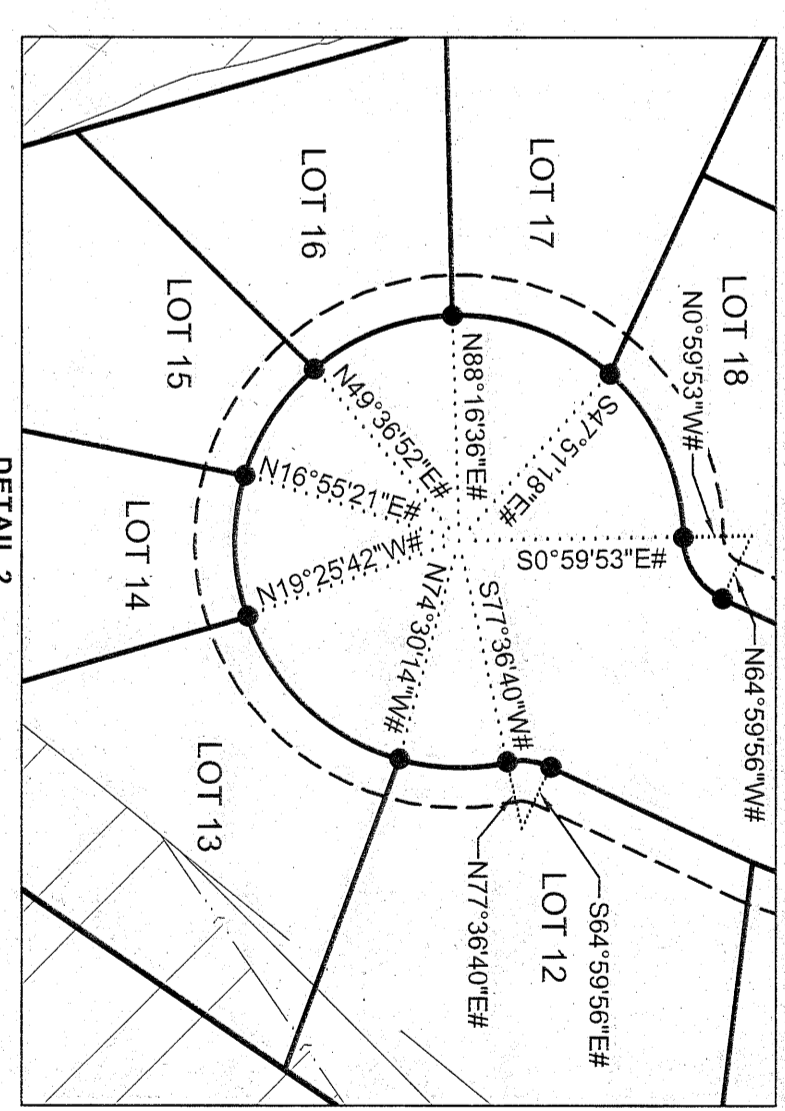 LOT 18
N0°59'53"W#
LOT 17
S47°51'18"E#
S0°59'53"E#
N64°59'56"W#
LOT 16
N88°16'36"E#
N49°36'52"E#
LOT 15
N16°55'21"E#
N19°25'42"W#
LOT 14
N74°30'14"W#
S77°36'40"W#
LOT 13
S64°59'56"E#
LOT 12
N77°36'40"E#
DETAIL 2